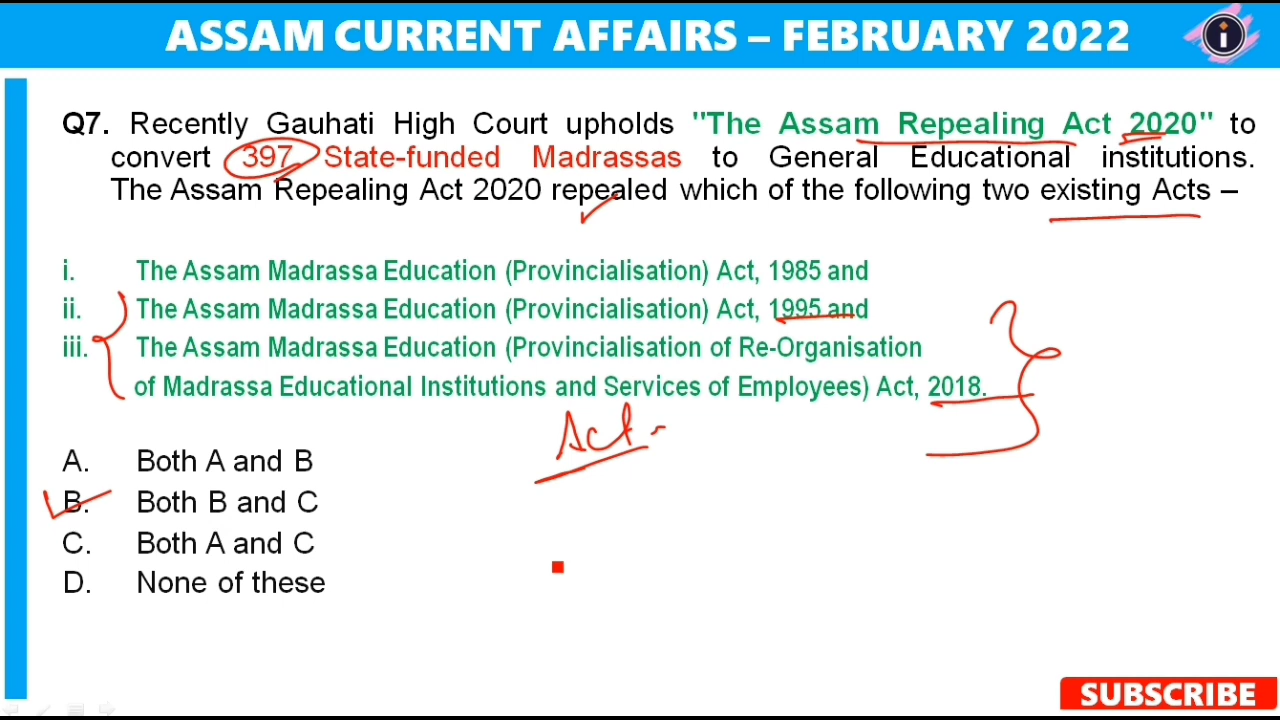 ASSAM CURRENT AFFAIRS – FEBRUARY 2022
i
Q7. Recently Gauhati High Court upholds "The Assam Repealing Act 2020" to
convert 397 State-funded Madrassas to General Educational institutions.
The Assam Repealing Act 2020 repealed which of the following two existing Acts –
i. The Assam Madrassa Education (Provincialisation) Act, 1985 and
ii. The Assam Madrassa Education (Provincialisation) Act, 1995 and
iii. The Assam Madrassa Education (Provincialisation of Re-Organisation
of Madrassa Educational Institutions and Services of Employees) Act, 2018.
Act -
A. Both A and B
B. Both B and C
C. Both A and C
D. None of these
SUBSCRIBE